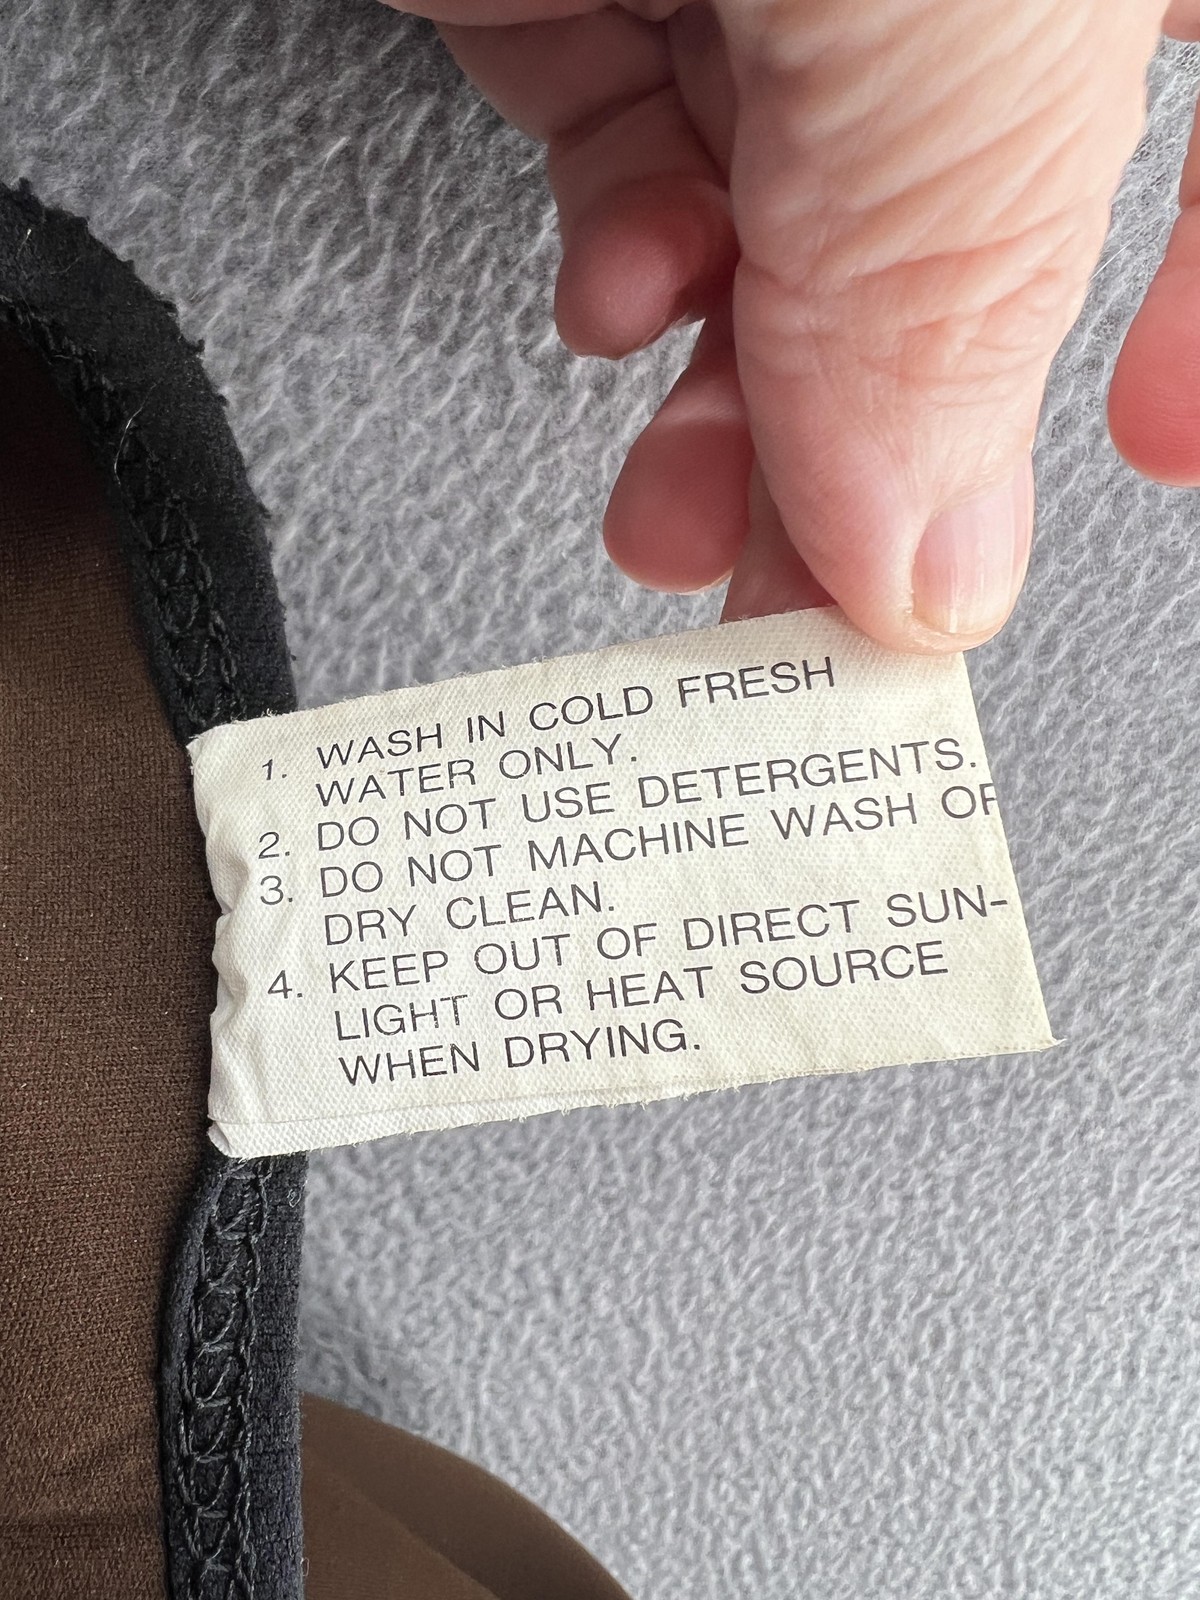 1. WASH IN COLD FRESH
WATER ONLY.
2. DO NOT USE DETERGENTS.
3. DO NOT MACHINE WASH OR
DRY CLEAN.
4. KEEP OUT OF DIRECT SUN-
LIGHT OR HEAT SOURCE
WHEN DRYING.